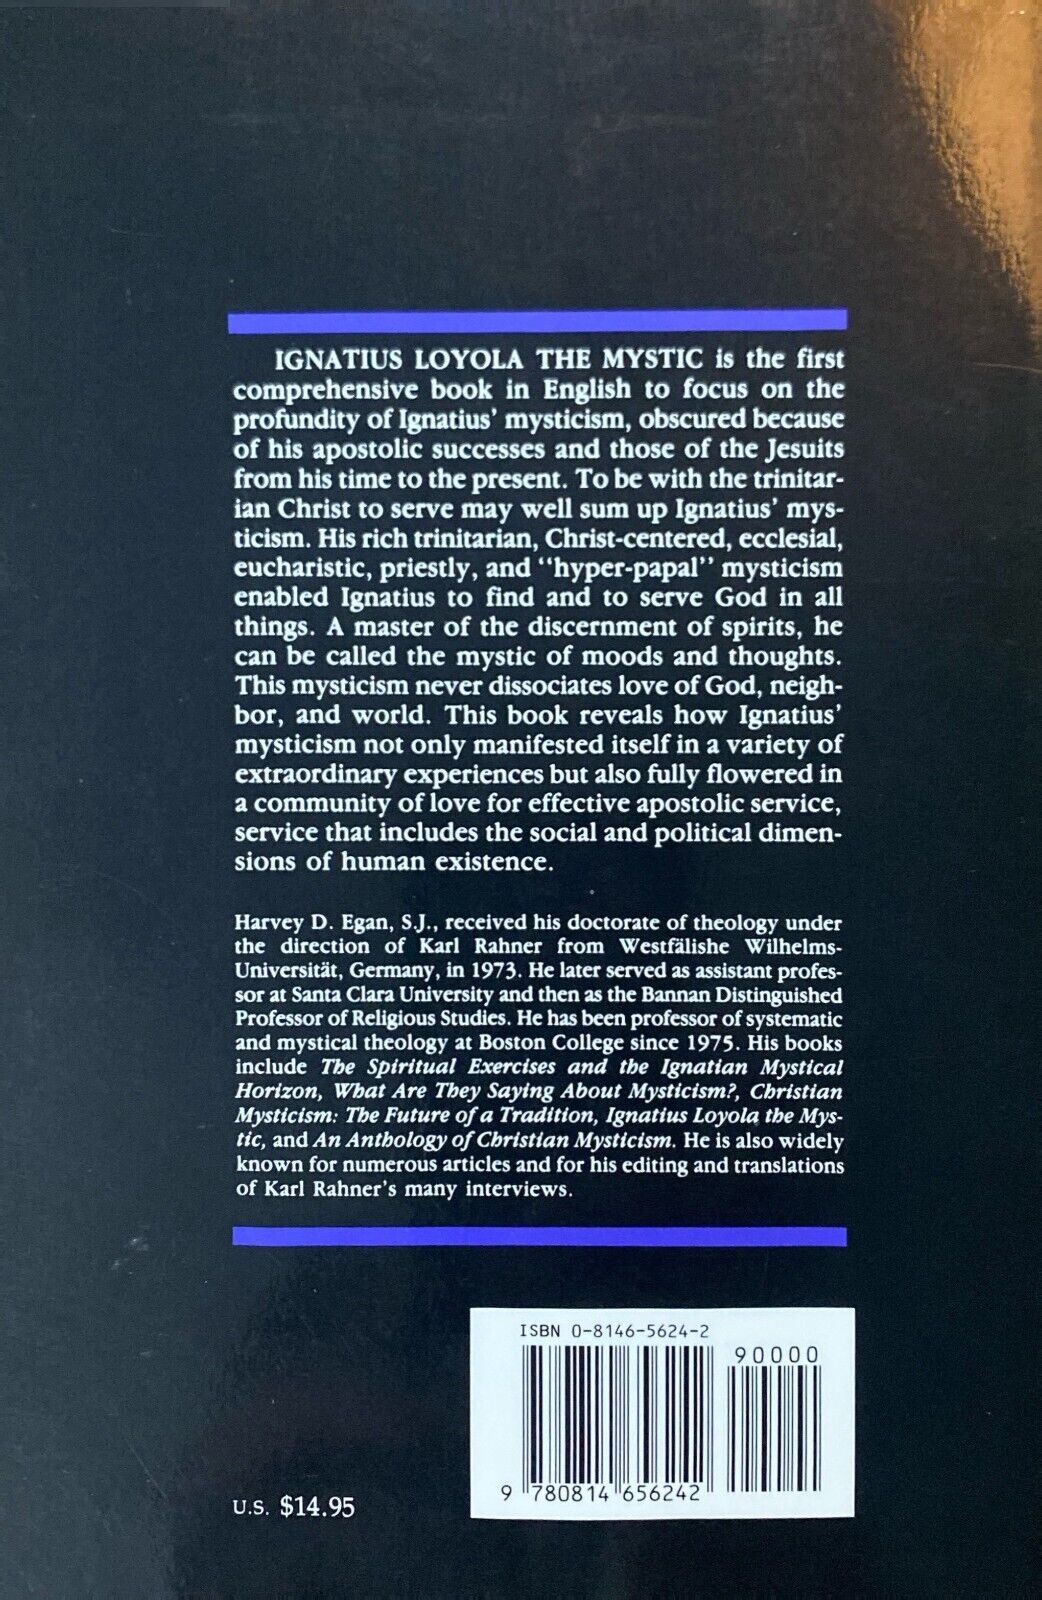 IGNATIUS LOYOLA THE MYSTIC is the first
comprehensive book in English to focus on the
profundity of Ignatius' mysticism, obscured because
of his apostolic successes and those of the Jesuits
from his time to the present. To be with the trinitar-
ian Christ to serve may well sum up Ignatius' mys-
ticism. His rich trinitarian, Christ-centered, ecclesial,
eucharistic, priestly, and "hyper-papal" mysticism
enabled Ignatius to find and to serve God in all
things. A master of the discernment of spirits, he
can be called the mystic of moods and thoughts.
This mysticism never dissociates love of God, neigh-
bor, and world. This book reveals how Ignatius'
mysticism not only manifested itself in a variety of
extraordinary experiences but also fully flowered in
a community of love for effective apostolic service,
service that includes the social and political dimen-
sions of human existence.
Harvey D. Egan, S.J., received his doctorate of theology under
the direction of Karl Rahner from Westfälishe Wilhelms-
Universität, Germany, in 1973. He later served as assistant profes-
sor at Santa Clara University and then as the Bannan Distinguished
Professor of Religious Studies. He has been professor of systematic
and mystical theology at Boston College since 1975. His books
include The Spiritual Exercises and the Ignatian Mystical
Horizon, What Are They Saying About Mysticism?, Christian
Mysticism: The Future of a Tradition, Ignatius Loyola the Mys-
tic, and An Anthology of Christian Mysticism. He is also widely
known for numerous articles and for his editing and translations
of Karl Rahner's many interviews.
ISBN 0-8146-5624-2
90000
9 780814 656242
U.S. $14.95